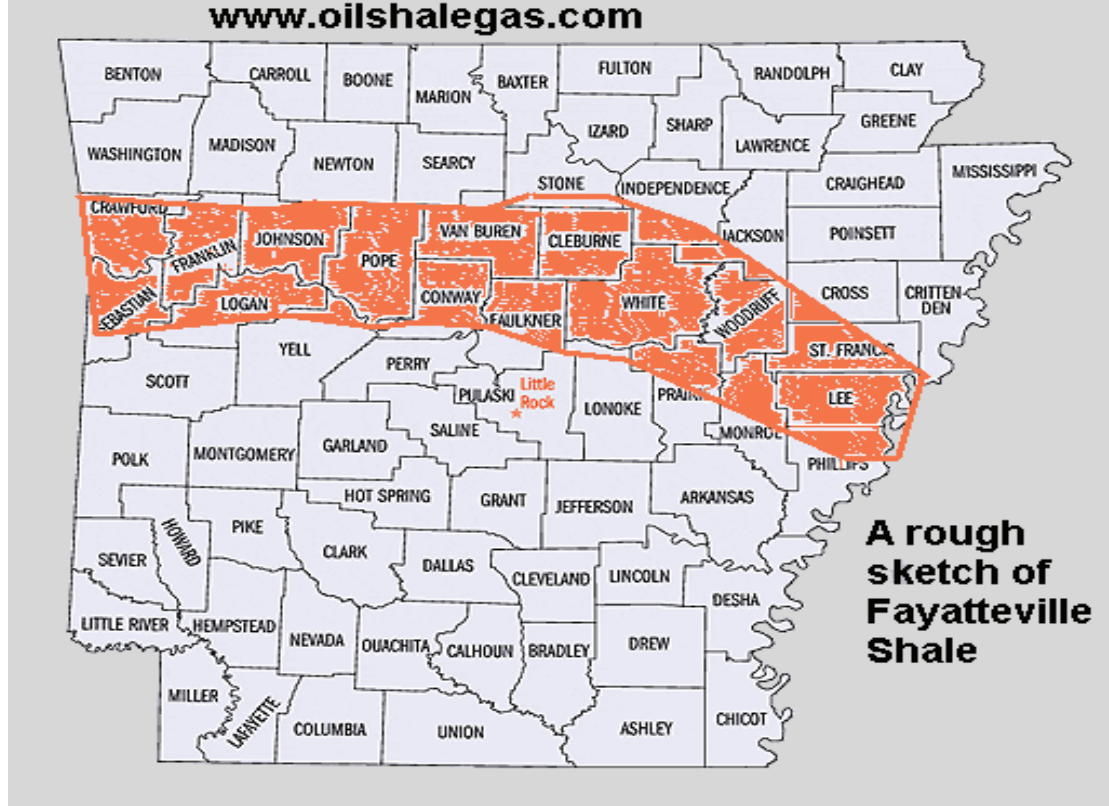 www.oilshalegas.com
BENTON
CARROLL
BOONE
MARION
BAXTER
FULTON
RANDOLPH
CLAY
IZARD
SHARP
LAWRENCE
GREENE
WASHINGTON
MADISON
NEWTON
SEARCY
STONE
INDEPENDENCE
CRAIGHEAD
MISSISSIPPI
CRAWFORD
FRANKLIN
JOHNSON
POPE
VAN BUREN
CLEBURNE
JACKSON
POINSETT
SEBASTIAN
LOGAN
CONWAY
FAULKNER
WHITE
WOODRUFF
CROSS
CRITTEN-
DEN
ST. FRANCIS
SCOTT
YELL
PERRY
PULASKI
Little
Rock
LONOKE
PRAIRI
LEE
MONROE
PHILLIPS
POLK
MONTGOMERY
GARLAND
SALINE
HOT SPRING
GRANT
JEFFERSON
ARKANSAS
HOWARD
PIKE
CLARK
DALLAS
CLEVELAND
LINCOLN
DESHA
SEVIER
LITTLE RIVER
HEMPSTEAD
NEVADA
OUACHITA
CALHOUN
BRADLEY
DREW
MILLER
LAFAYETTE
COLUMBIA
UNION
ASHLEY
CHICOT
A rough
sketch of
Fayatteville
Shale